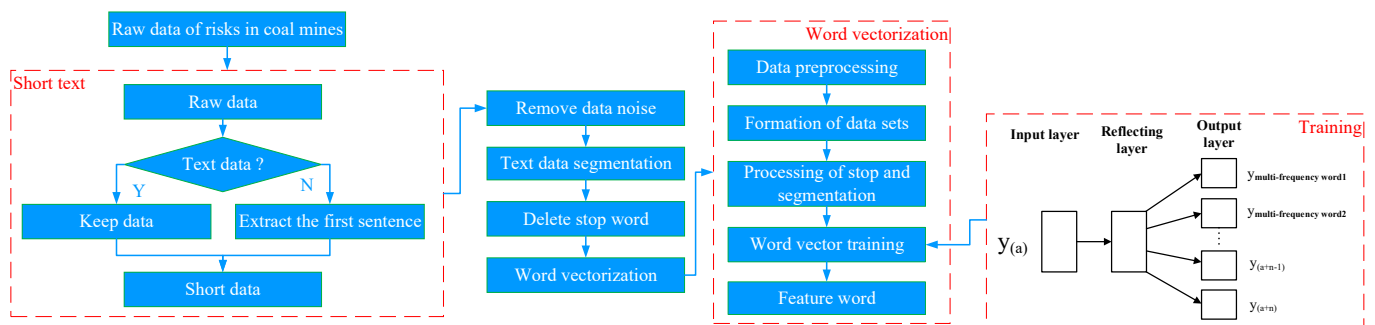 Raw data of risks in coal mines
Short text
Raw data
Text data ?
Y
N
Keep data
Extract the first sentence
Short data
Remove data noise
Text data segmentation
Delete stop word
Word vectorization
Word vectorization
Data preprocessing
Formation of data sets
Processing of stop and
segmentation
Word vector training
Feature word
Training
Input layer
Reflecting
layer
Output
layer
y(a)
ymulti-frequency word1
ymulti-frequency word2
y(a+n-1)
y(a+n)